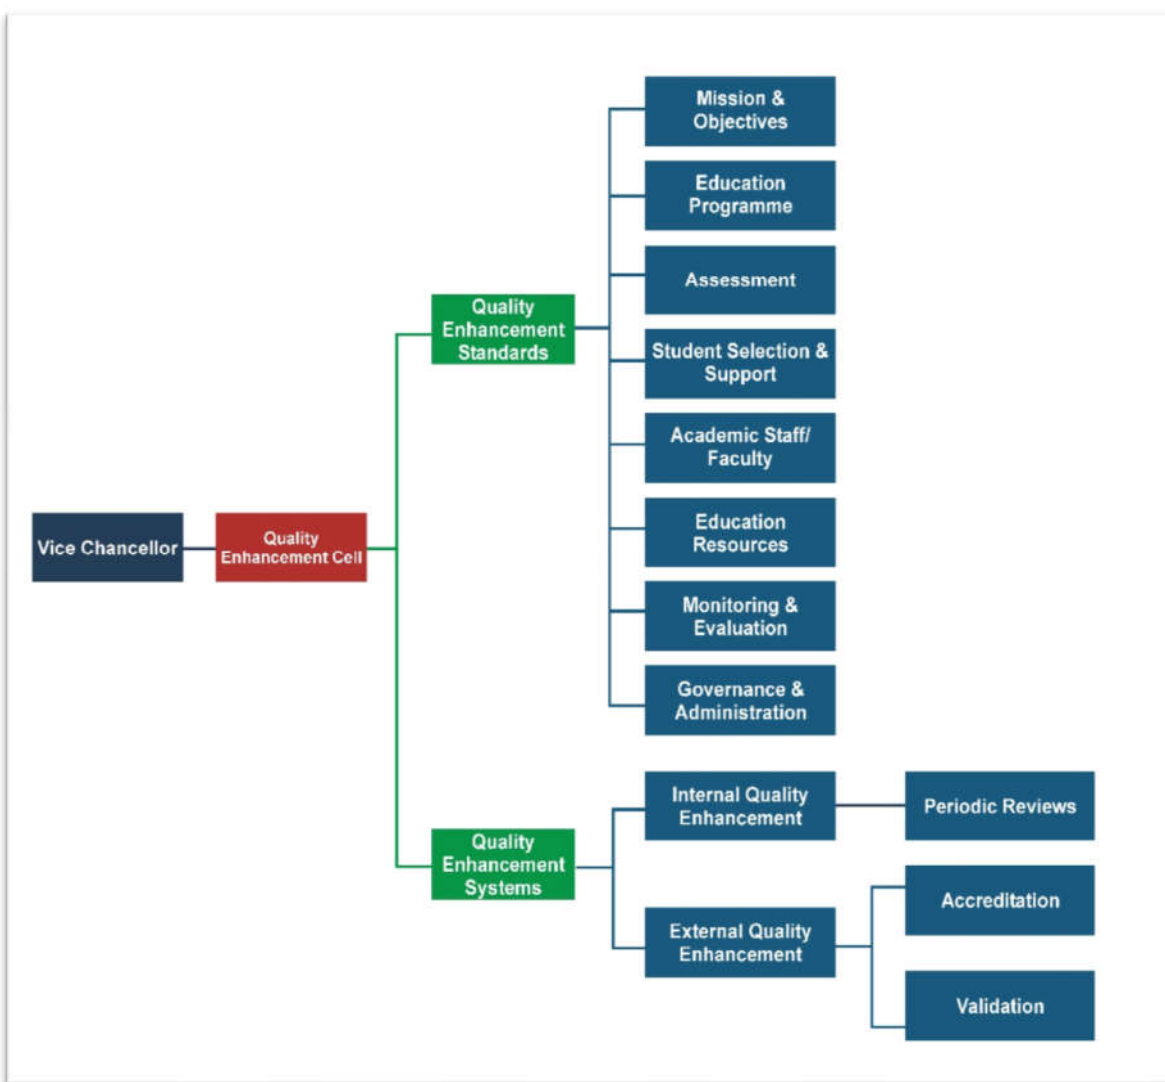 Mission &
Objectives
Education
Programme
Assessment
Quality
Enhancement
Standards
Student Selection &
Support
Academic Staff/
Faculty
Education
Resources
Vice Chancellor
Quality
Enhancement Cell
Monitoring &
Evaluation
Governance &
Administration
Internal Quality
Enhancement
Periodic Reviews
Quality
Enhancement
Systems
Accreditation
External Quality
Enhancement
Validation